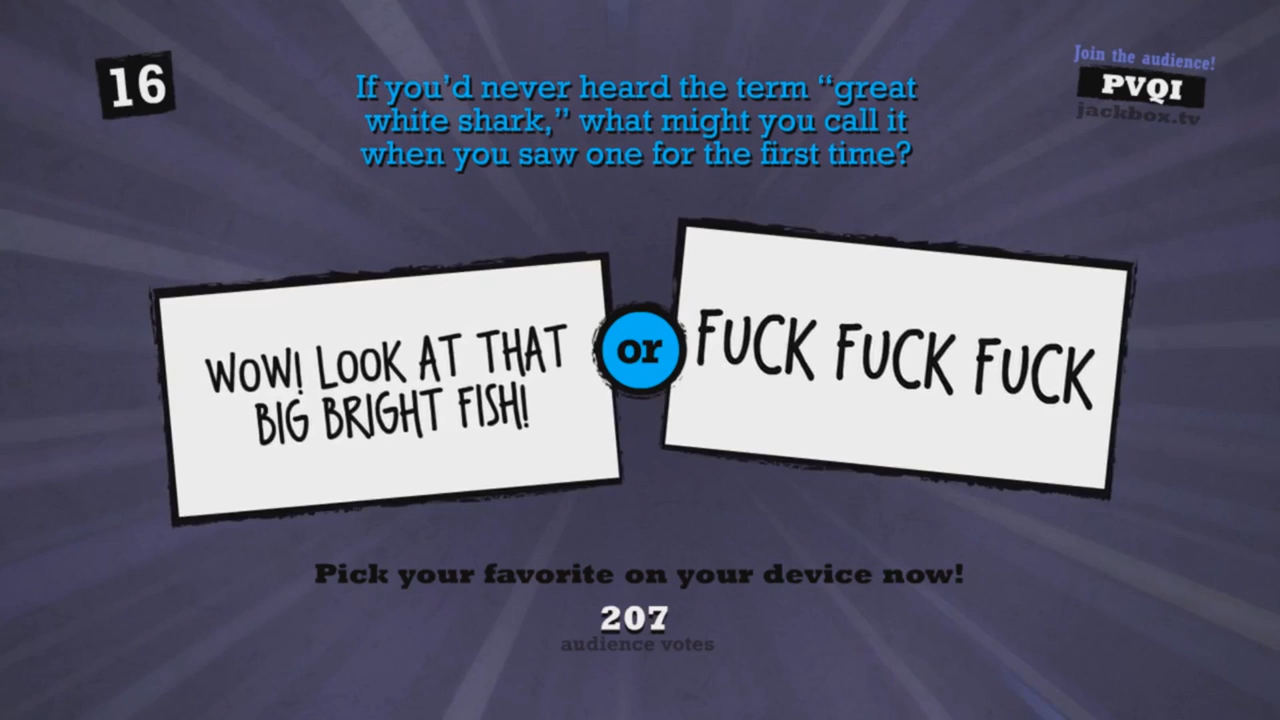 16
If you'd never heard the term “great
white shark,” what might you call it
when you saw one for the first time?
Join the audience!
PVQI
jackbox.tv
WOW! LOOK AT THAT
BIG BRIGHT FISH!
or
FUCK FUCK FUCK
Pick your favorite on your device now!
207
audience votes